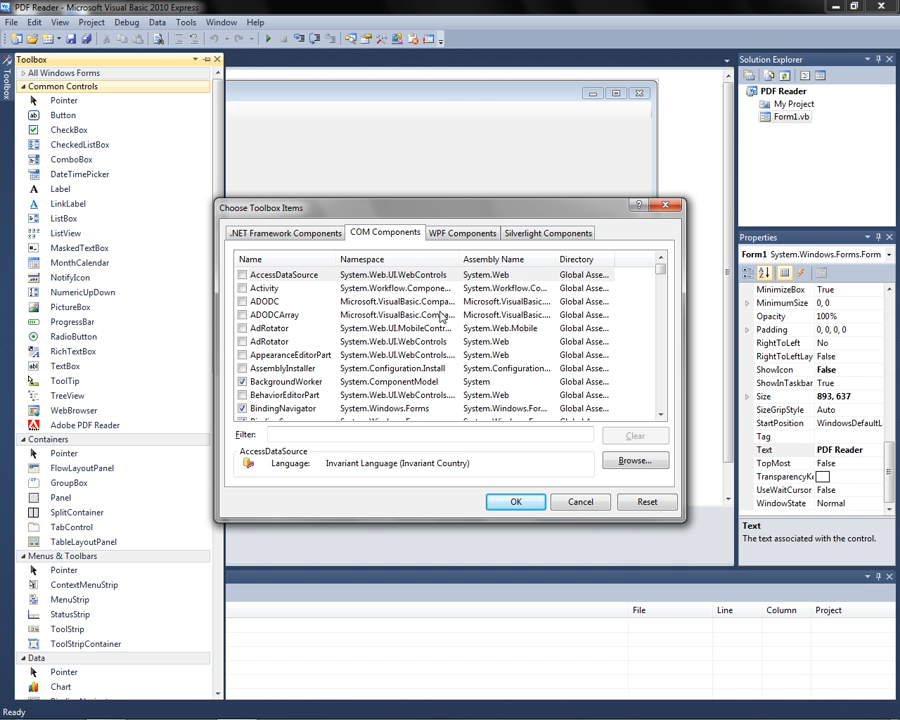 PDF Reader - Microsoft Visual Basic 2010 Express
File Edit View Project Debug Data Tools Window Help
Toolbox
Toolbox
All Windows Forms
Common Controls
Pointer
Button
CheckBox
CheckedListBox
ComboBox
DateTimePicker
Label
LinkLabel
ListBox
ListView
MaskedTextBox
MonthCalendar
NotifyIcon
NumericUpDown
PictureBox
ProgressBar
RadioButton
RichTextBox
TextBox
ToolTip
TreeView
WebBrowser
Adobe PDF Reader
Containers
Pointer
FlowLayoutPanel
GroupBox
Panel
SplitContainer
TabControl
TableLayoutPanel
Menus & Toolbars
Pointer
ContextMenuStrip
MenuStrip
StatusStrip
ToolStrip
ToolStripContainer
Data
Pointer
Chart
Choose Toolbox Items
.NET Framework Components COM Components WPF Components Silverlight Components
Name Namespace Assembly Name Directory
AccessDataSource System.Web.UI.WebControls System.Web Global Asse...
Activity System.Workflow.Compone... System.Workflow.Co... Global Asse...
ADODC Microsoft.VisualBasic.Compa... Microsoft.VisualBasic.... Global Asse...
ADODCArray Microsoft.VisualBasic.Compa... Microsoft.VisualBasic.... Global Asse...
AdRotator System.Web.UI.MobileContr... System.Web.Mobile Global Asse...
AdRotator System.Web.UI.WebControls System.Web Global Asse...
AppearanceEditorPart System.Web.UI.WebControls.... System.Web Global Asse...
AssemblyInstaller System.Configuration.Install System.Configuration... Global Asse...
BackgroundWorker System.ComponentModel System Global Asse...
BehaviorEditorPart System.Web.UI.WebControls.... System.Web Global Asse...
BindingNavigator System.Windows.Forms System.Windows.For... Global Asse...
Filter:
Clear
AccessDataSource
Language: Invariant Language (Invariant Country)
Browse...
OK Cancel Reset
Solution Explorer
PDF Reader
My Project
Form1.vb
Properties
Form1 System.Windows.Forms.Form
MinimizeBox True
MinimumSize 0, 0
Opacity 100%
Padding 0, 0, 0, 0
RightToLeft No
RightToLeftLay False
ShowIcon False
ShowInTaskbar True
Size 893, 637
SizeGripStyle Auto
StartPosition WindowsDefaultL
Tag
Text PDF Reader
TopMost False
TransparencyKe
UseWaitCursor False
WindowState Normal
Text
The text associated with the control.
File Line Column Project
Ready